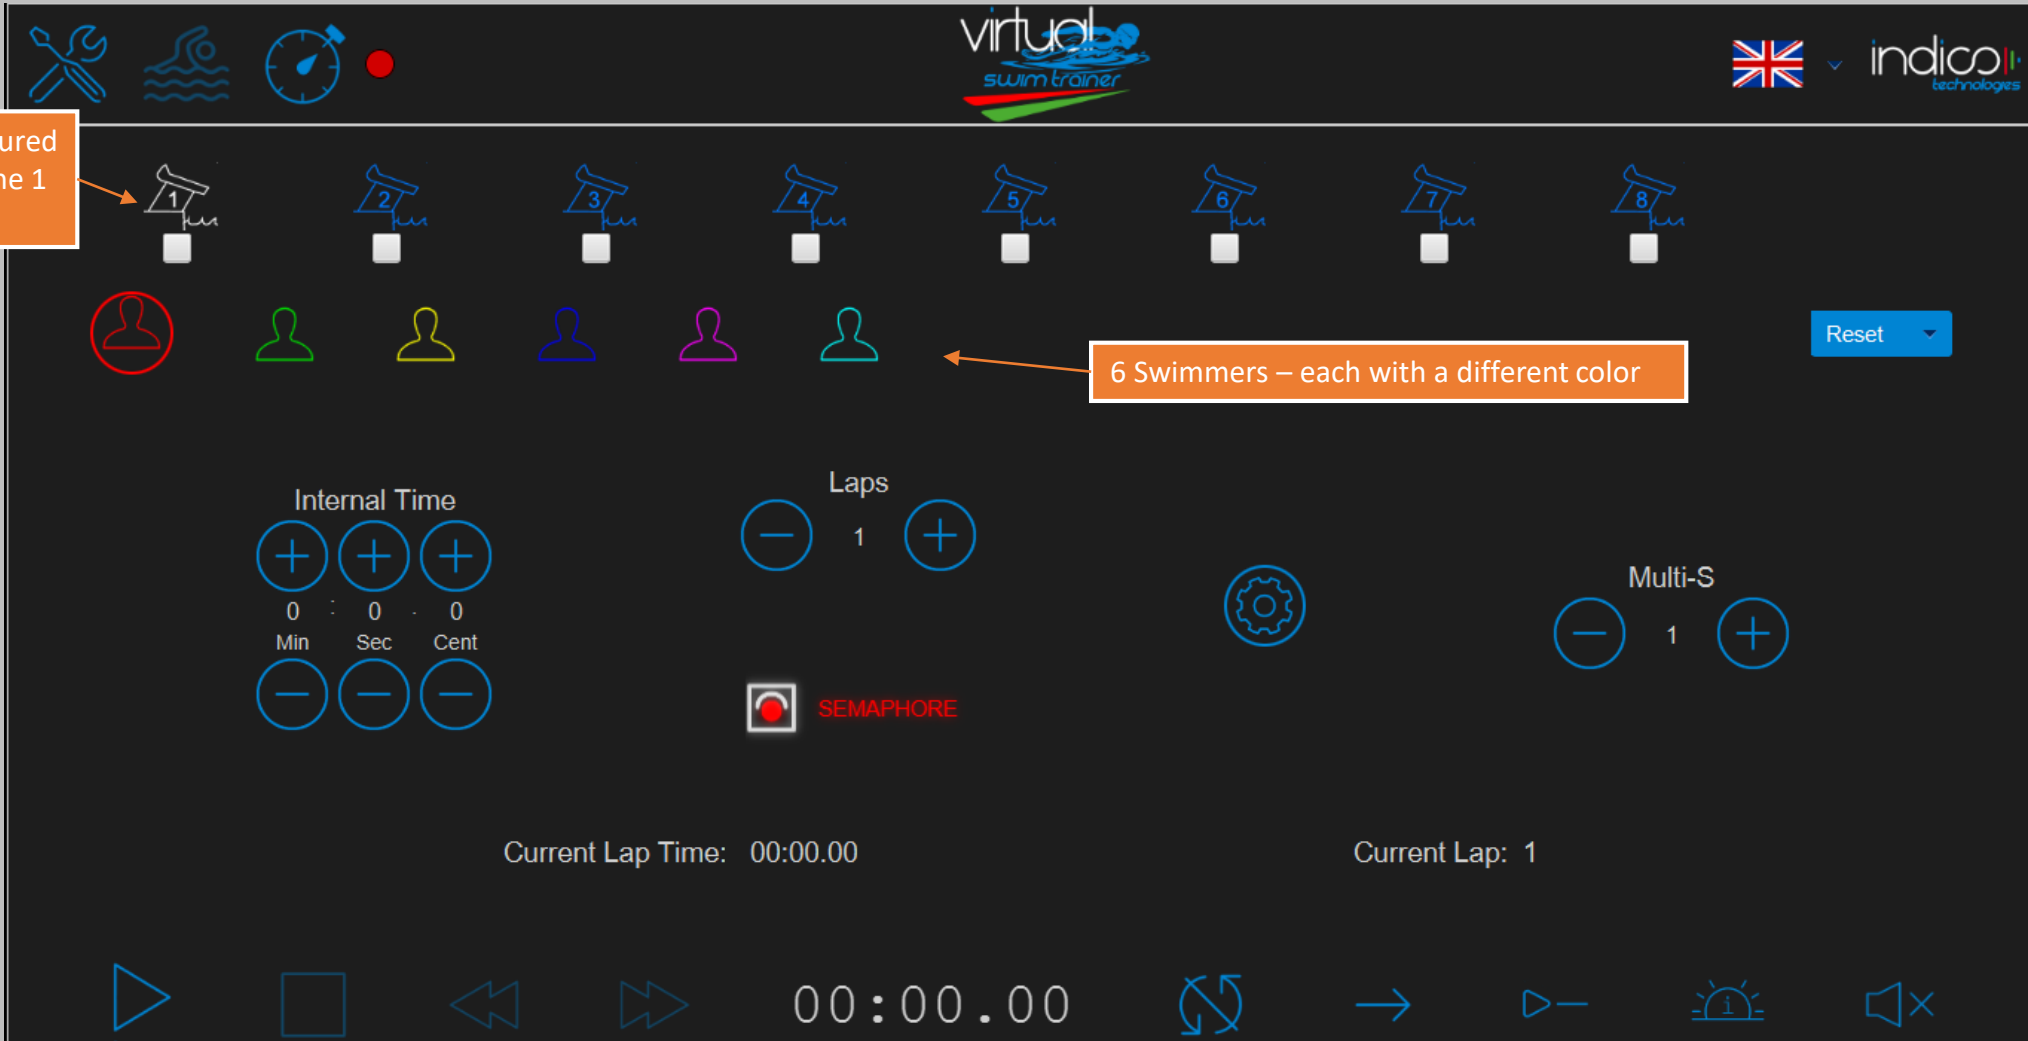 virtual
swim trainer
indico
technologies
ured
ne 1
1 2 3 4 5 6 7 8
Reset
6 Swimmers – each with a different color
Internal Time
0 : 0 . 0
Min Sec Cent
Laps
1
SEMAPHORE
Multi-S
1
Current Lap Time: 00:00.00
Current Lap: 1
00:00.00
i